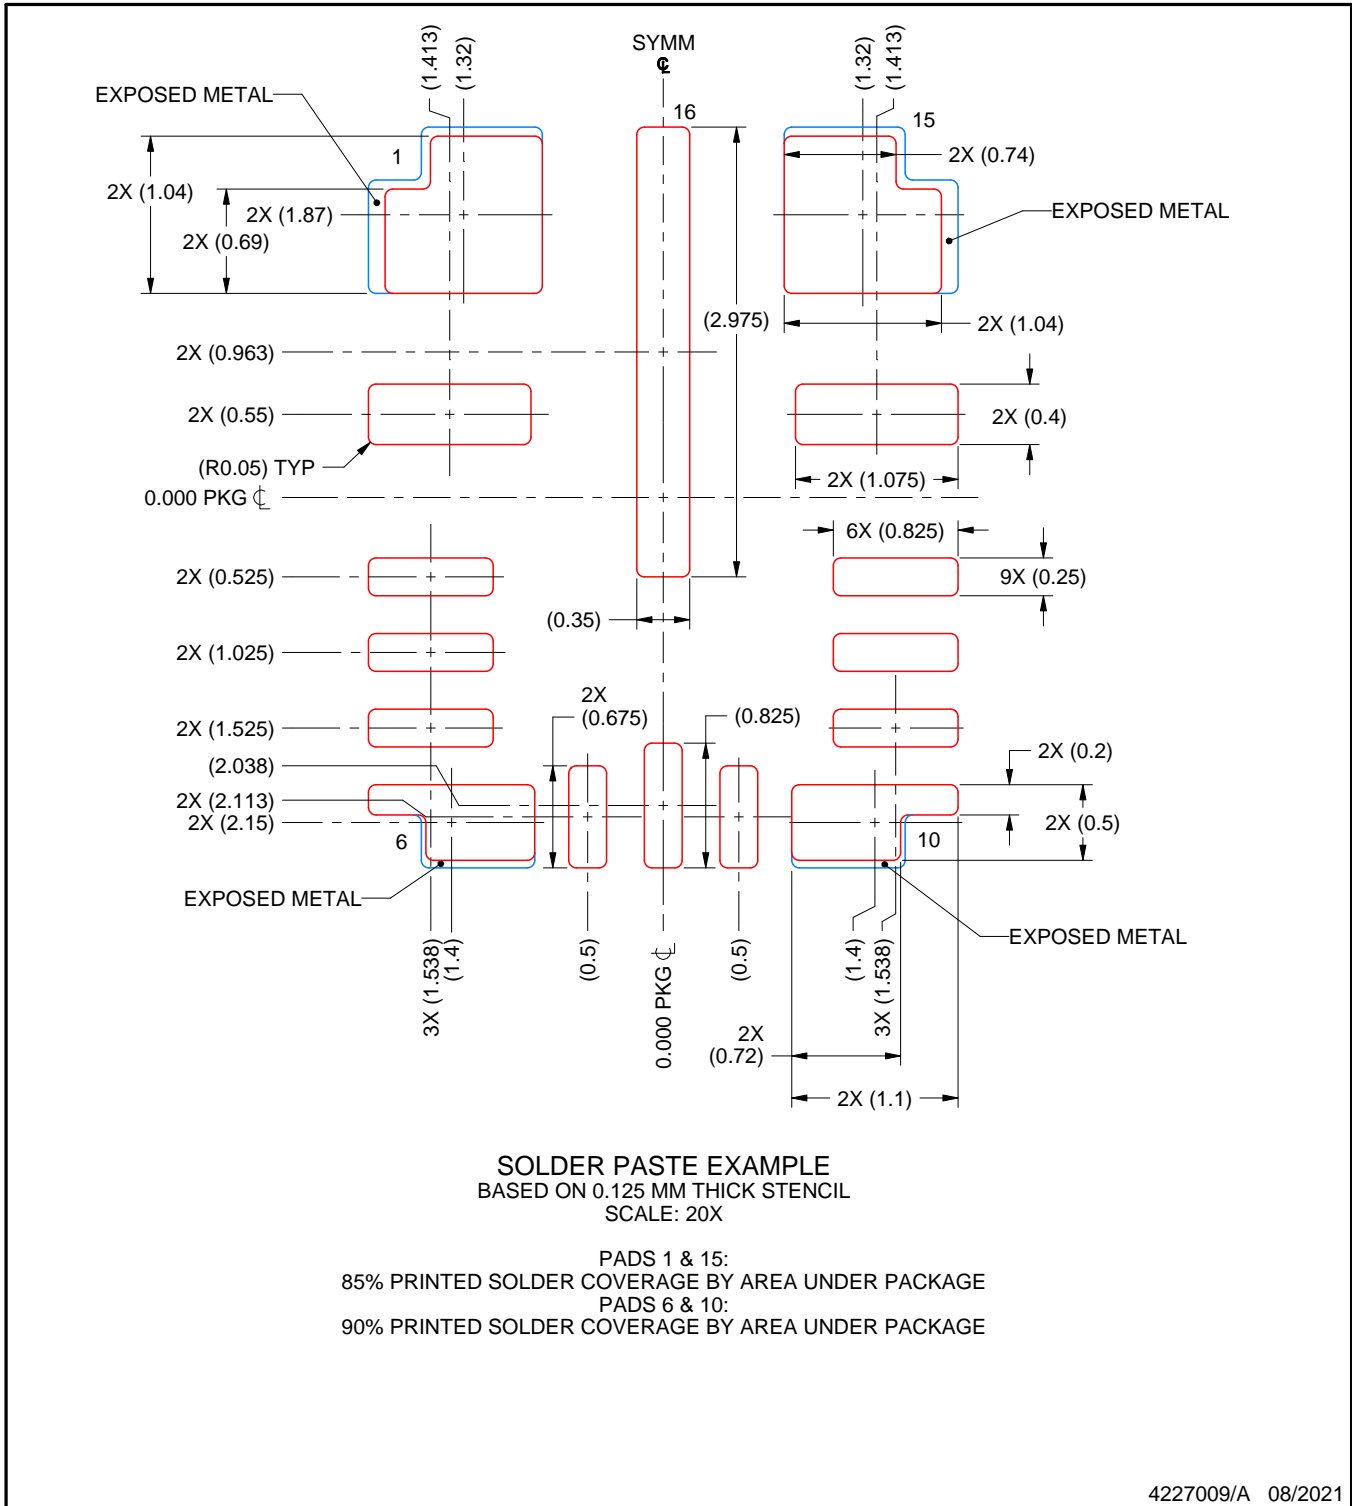 (1.413)
(1.32)
SYMM
℄
(1.32)
(1.413)
EXPOSED METAL
16
15
1
2X (0.74)
2X (1.04)
2X (1.87)
EXPOSED METAL
2X (0.69)
(2.975)
2X (1.04)
2X (0.963)
2X (0.55)
2X (0.4)
(R0.05) TYP
2X (1.075)
0.000 PKG ℄
6X (0.825)
2X (0.525)
9X (0.25)
(0.35)
2X (1.025)
2X
(0.675)
(0.825)
2X (1.525)
2X (0.2)
(2.038)
2X (2.113)
2X (2.15)
2X (0.5)
6
10
EXPOSED METAL
EXPOSED METAL
3X (1.538)
(1.4)
(0.5)
0.000 PKG ℄
(0.5)
(1.4)
3X (1.538)
2X
(0.72)
2X (1.1)
SOLDER PASTE EXAMPLE
BASED ON 0.125 MM THICK STENCIL
SCALE: 20X
PADS 1 & 15:
85% PRINTED SOLDER COVERAGE BY AREA UNDER PACKAGE
PADS 6 & 10:
90% PRINTED SOLDER COVERAGE BY AREA UNDER PACKAGE
4227009/A 08/2021